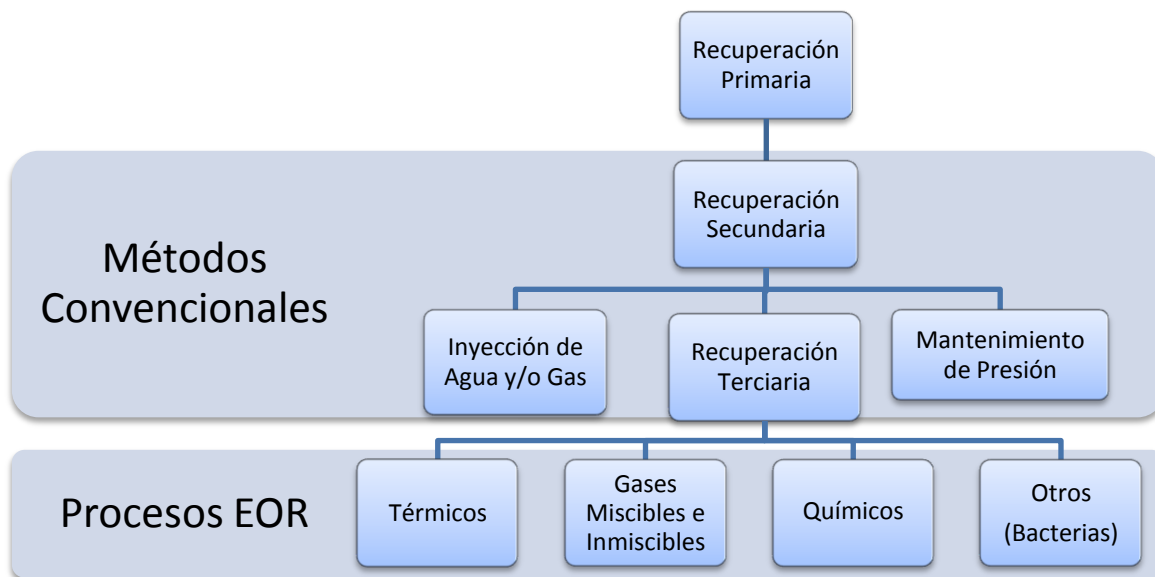 Recuperación
Primaria
Métodos
Convencionales
Recuperación
Secundaria
Inyección de
Agua y/o Gas
Recuperación
Terciaria
Mantenimiento
de Presión
Procesos EOR
Térmicos
Gases
Miscibles e
Inmiscibles
Químicos
Otros
(Bacterias)